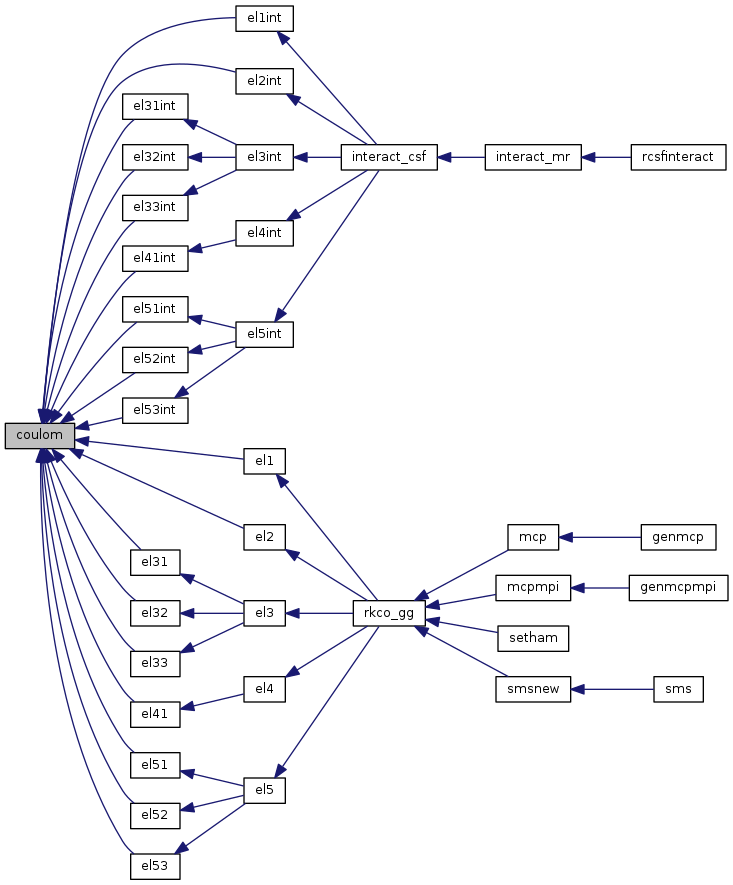 el1int
el2int
el31int
el32int
el3int
interact_csf
interact_mr
rcsfinteract
el33int
el4int
el41int
el51int
el5int
el52int
el53int
coulom
el1
el2
mcp
genmcp
el31
mcpmpi
genmcpmpi
el32
el3
rkco_gg
setham
el33
el4
smsnew
sms
el41
el51
el5
el52
el53